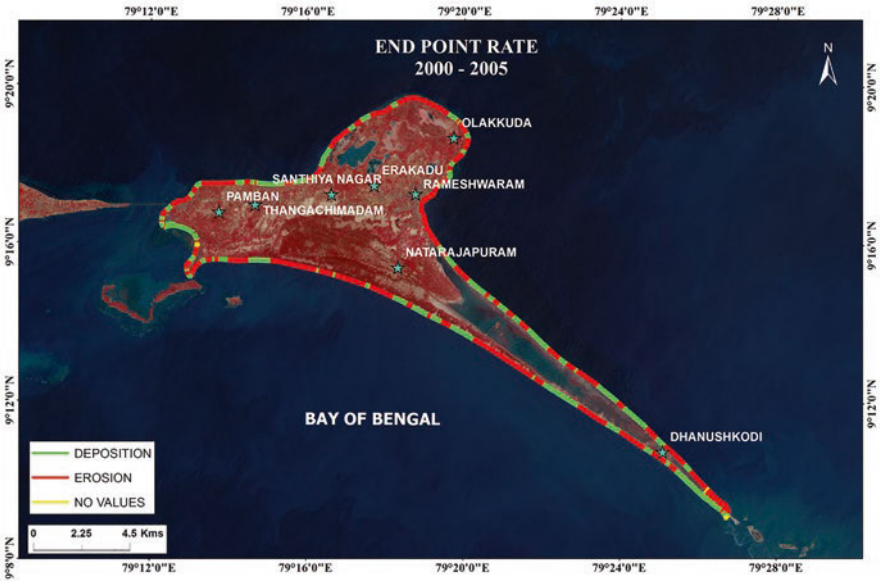 79°12'0"E 79°16'0"E 79°20'0"E 79°24'0"E 79°28'0"E
END POINT RATE
2000 - 2005
N
9°20'0"N 9°20'0"N
OLAKKUDA
ERAKADU
SANTHIYA NAGAR
RAMESHWARAM
PAMBAN
THANGACHIMADAM
9°16'0"N 9°16'0"N
NATARAJAPURAM
9°12'0"N 9°12'0"N
BAY OF BENGAL
DHANUSHKODI
DEPOSITION
EROSION
NO VALUES
0 2.25 4.5 Kms
9°8'0"N 9°8'0"N
79°12'0"E 79°16'0"E 79°20'0"E 79°24'0"E 79°28'0"E